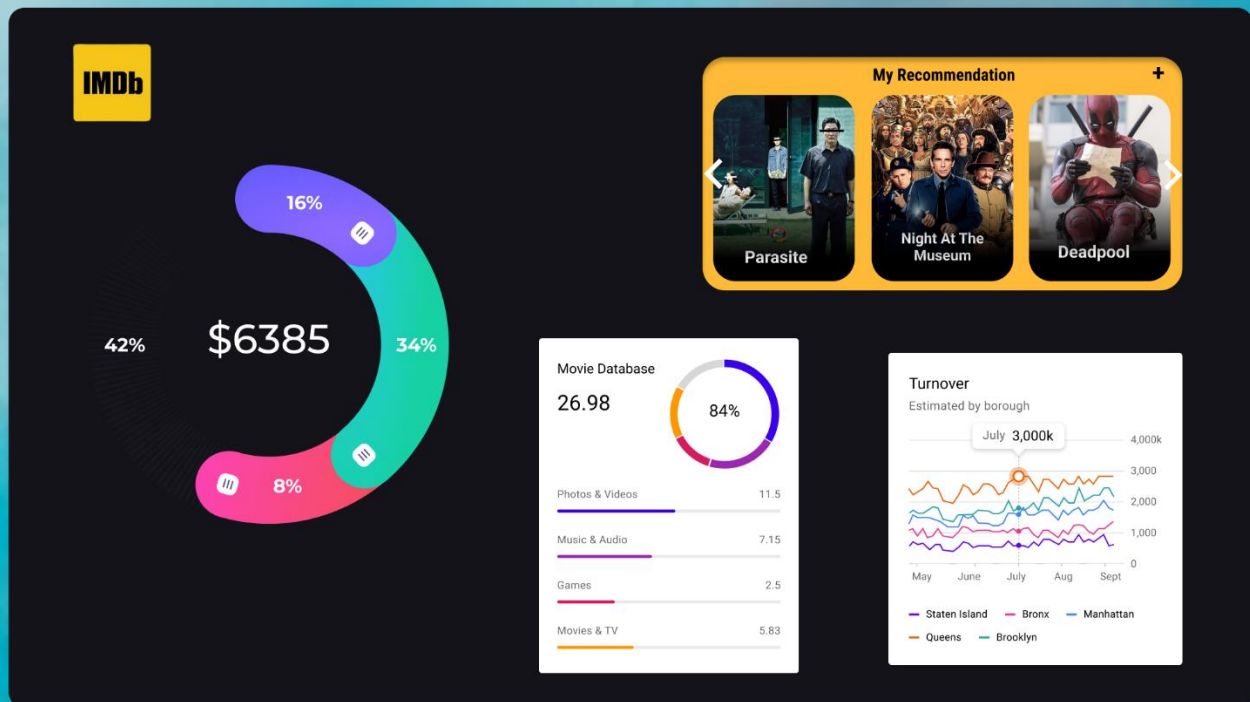 IMDb
My Recommendation +
Parasite
Night At The
Museum
Deadpool
16%
34%
8%
42%
$6385
Movie Database
26.98
84%
Photos & Videos 11.5
Music & Audio 7.15
Games 2.5
Movies & TV 5.83
Turnover
Estimated by borough
July 3,000k
4,000k
3,000
2,000
1,000
0
May June July Aug Sept
Staten Island Bronx Manhattan
Queens Brooklyn